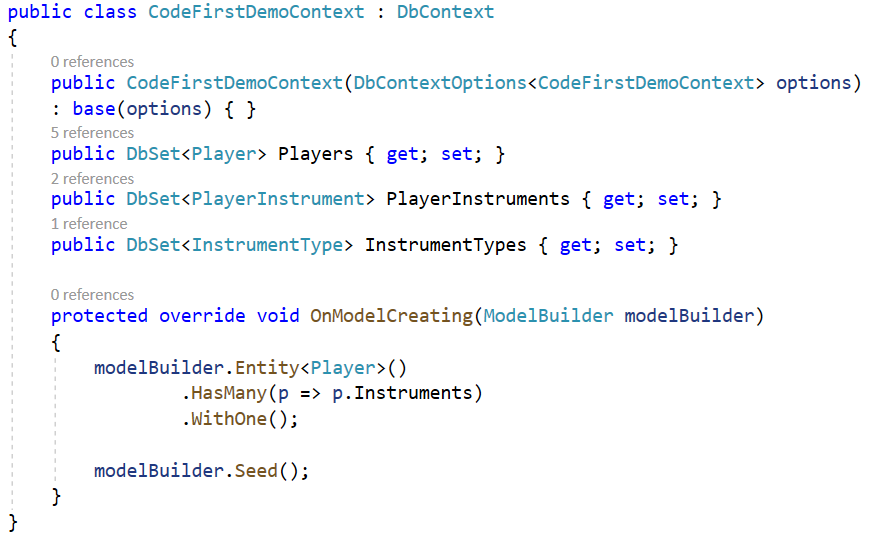 public class CodeFirstDemoContext : DbContext
{
0 references
public CodeFirstDemoContext(DbContextOptions<CodeFirstDemoContext> options)
: base(options) { }
5 references
public DbSet<Player> Players { get; set; }
2 references
public DbSet<PlayerInstrument> PlayerInstruments { get; set; }
1 reference
public DbSet<InstrumentType> InstrumentTypes { get; set; }
0 references
protected override void OnModelCreating(ModelBuilder modelBuilder)
{
modelBuilder.Entity<Player>()
.HasMany(p => p.Instruments)
.WithOne();
modelBuilder.Seed();
}
}